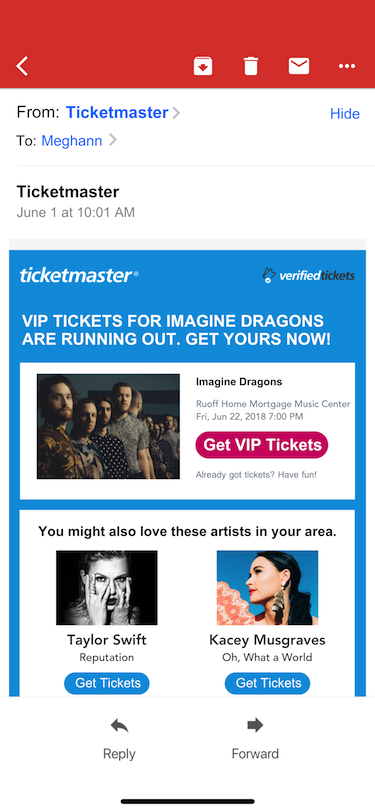 From: Ticketmaster
Hide
To: Meghann
Ticketmaster
June 1 at 10:01 AM
ticketmaster®
verifiedtickets
VIP TICKETS FOR IMAGINE DRAGONS
ARE RUNNING OUT. GET YOURS NOW!
Imagine Dragons
Ruoff Home Mortgage Music Center
Fri, Jun 22, 2018 7:00 PM
Get VIP Tickets
Already got tickets? Have fun!
You might also love these artists in your area.
Taylor Swift
Reputation
Get Tickets
Kacey Musgraves
Oh, What a World
Get Tickets
Reply
Forward